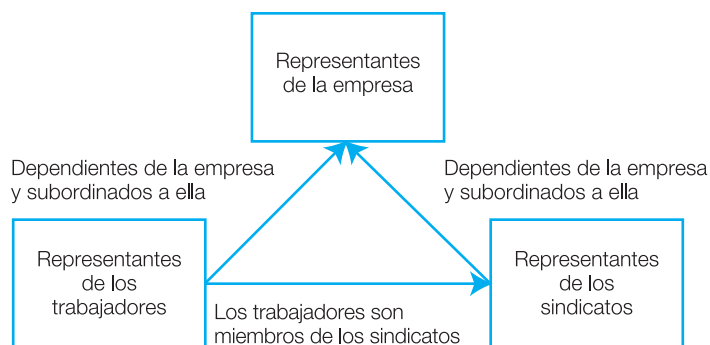 Representantes
de la empresa
Dependientes de la empresa
y subordinados a ella
Dependientes de la empresa
y subordinados a ella
Representantes
de los
trabajadores
Los trabajadores son
miembros de los sindicatos
Representantes
de los
sindicatos